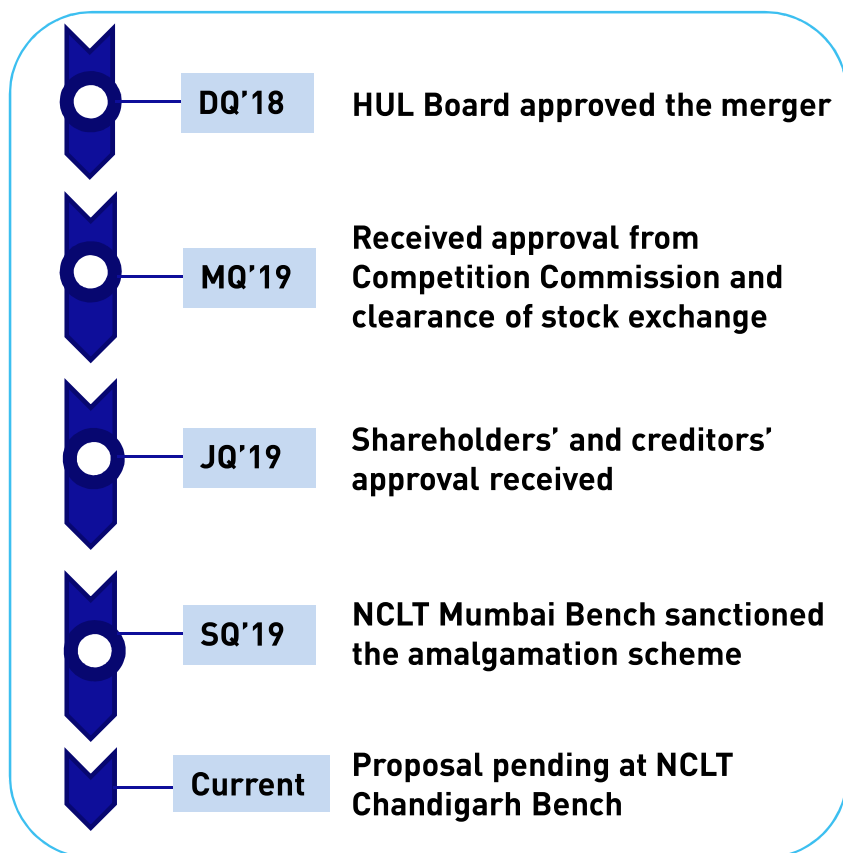 DQ’18
HUL Board approved the merger
MQ’19
Received approval from
Competition Commission and
clearance of stock exchange
JQ’19
Shareholders’ and creditors’
approval received
SQ’19
NCLT Mumbai Bench sanctioned
the amalgamation scheme
Current
Proposal pending at NCLT
Chandigarh Bench